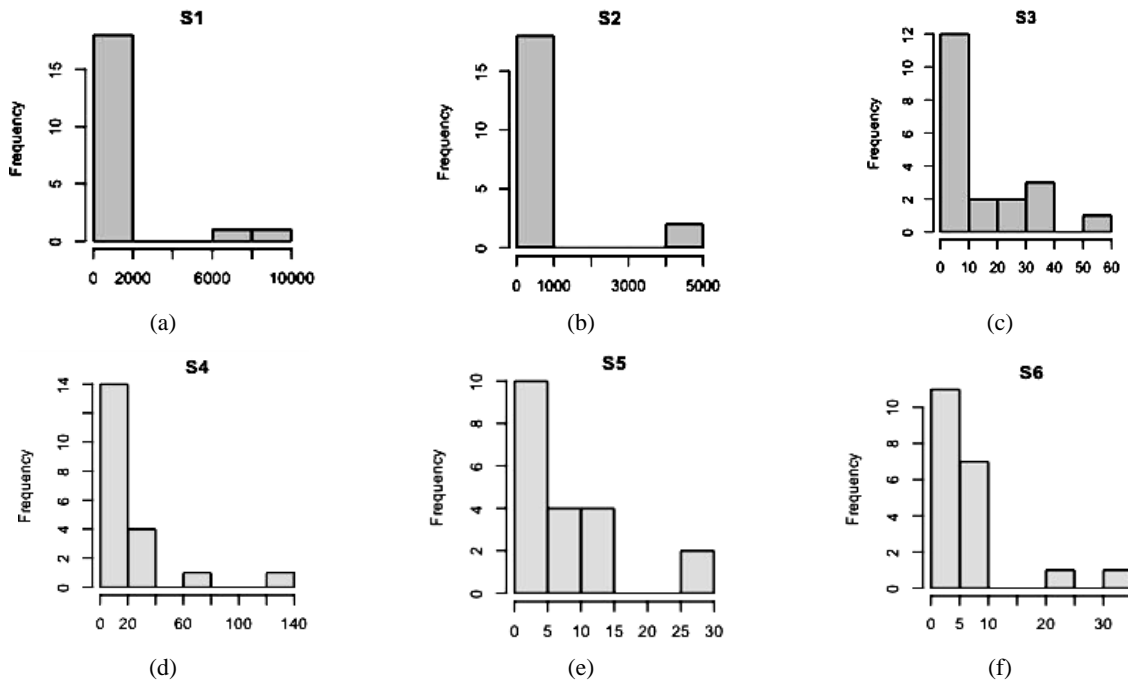 S1
Frequency
15
10
5
0
0 2000 6000 10000
(a)
S2
Frequency
15
10
5
0
0 1000 3000 5000
(b)
S3
Frequency
12
10
8
6
4
2
0
0 10 20 30 40 50 60
(c)
S4
Frequency
14
10
8
6
4
2
0
0 20 60 100 140
(d)
S5
Frequency
10
8
6
4
2
0
0 5 10 15 20 25 30
(e)
S6
Frequency
10
8
6
4
2
0
0 5 10 20 30
(f)